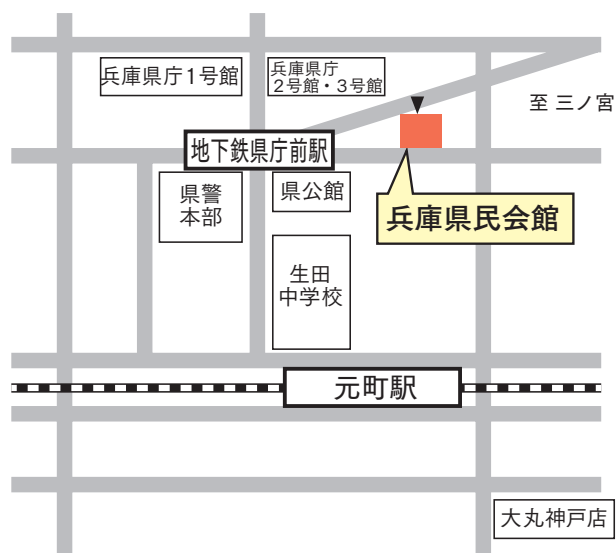 兵庫県庁1号館
兵庫県庁
2号館・3号館
至 三ノ宮
地下鉄県庁前駅
県警
本部
県公館
兵庫県民会館
生田
中学校
元町駅
大丸神戸店